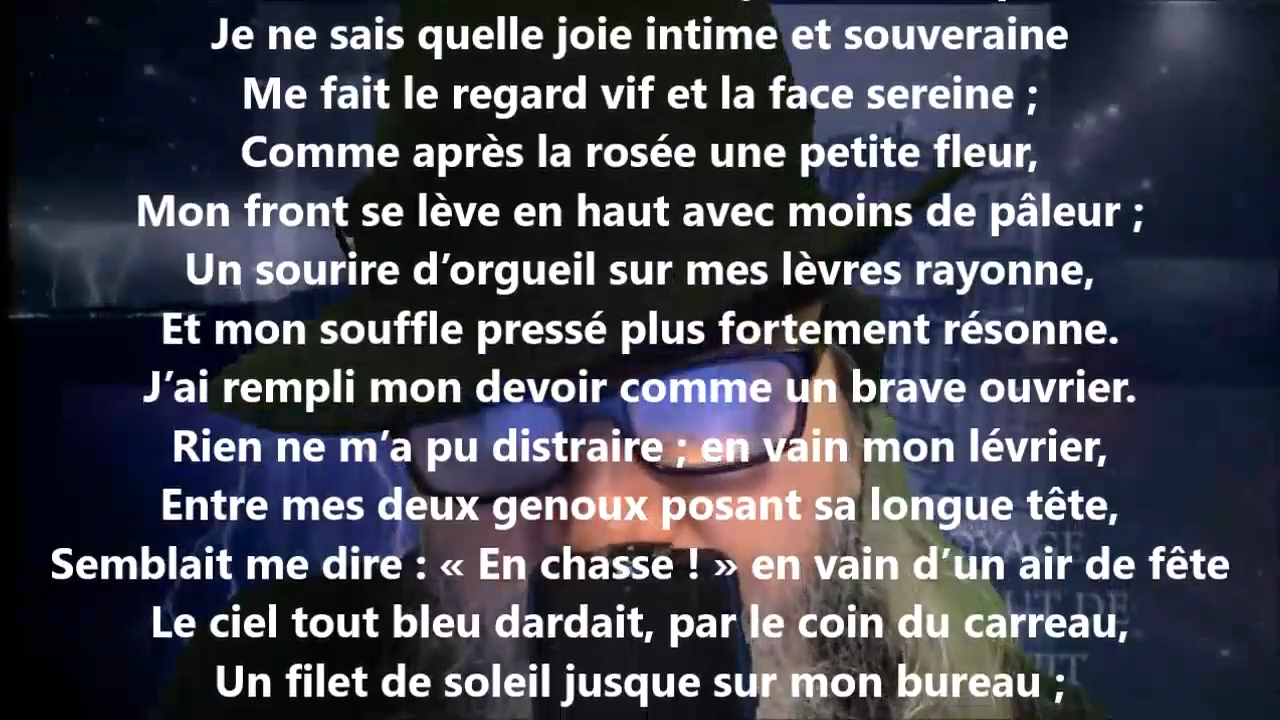 Je ne sais quelle joie intime et souveraine
Me fait le regard vif et la face sereine ;
Comme après la rosée une petite fleur,
Mon front se lève en haut avec moins de pâleur ;
Un sourire d’orgueil sur mes lèvres rayonne,
Et mon souffle pressé plus fortement résonne.
J’ai rempli mon devoir comme un brave ouvrier.
Rien ne m’a pu distraire ; en vain mon lévrier,
Entre mes deux genoux posant sa longue tête,
Semblait me dire : « En chasse ! » en vain d’un air de fête
Le ciel tout bleu dardait, par le coin du carreau,
Un filet de soleil jusque sur mon bureau ;